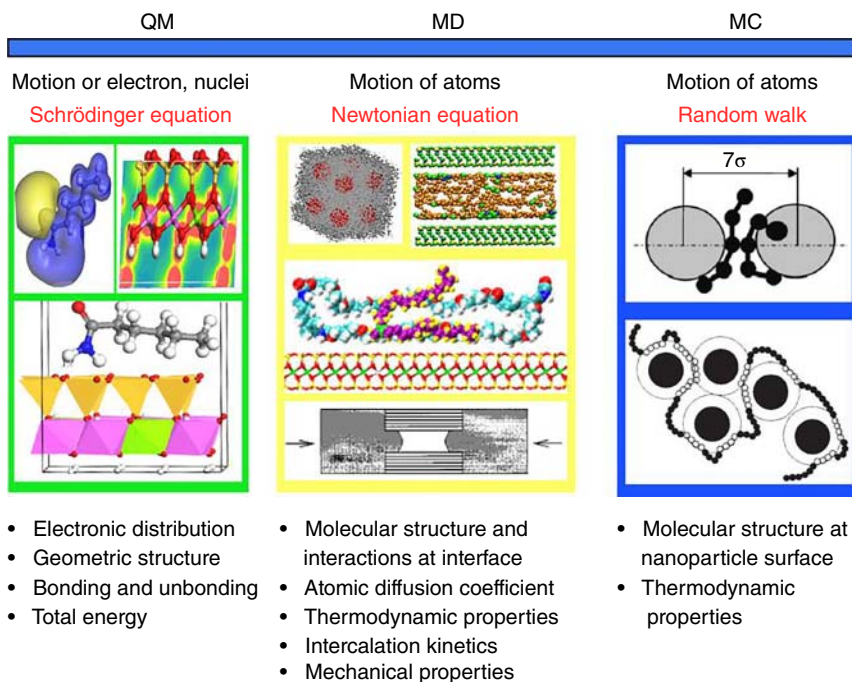 QM
MD
MC
Motion or electron, nuclei
Schrödinger equation
Motion of atoms
Newtonian equation
Motion of atoms
Random walk
7σ
• Electronic distribution
• Geometric structure
• Bonding and unbonding
• Total energy
• Molecular structure and
interactions at interface
• Atomic diffusion coefficient
• Thermodynamic properties
• Intercalation kinetics
• Mechanical properties
• Molecular structure at
nanoparticle surface
• Thermodynamic
properties